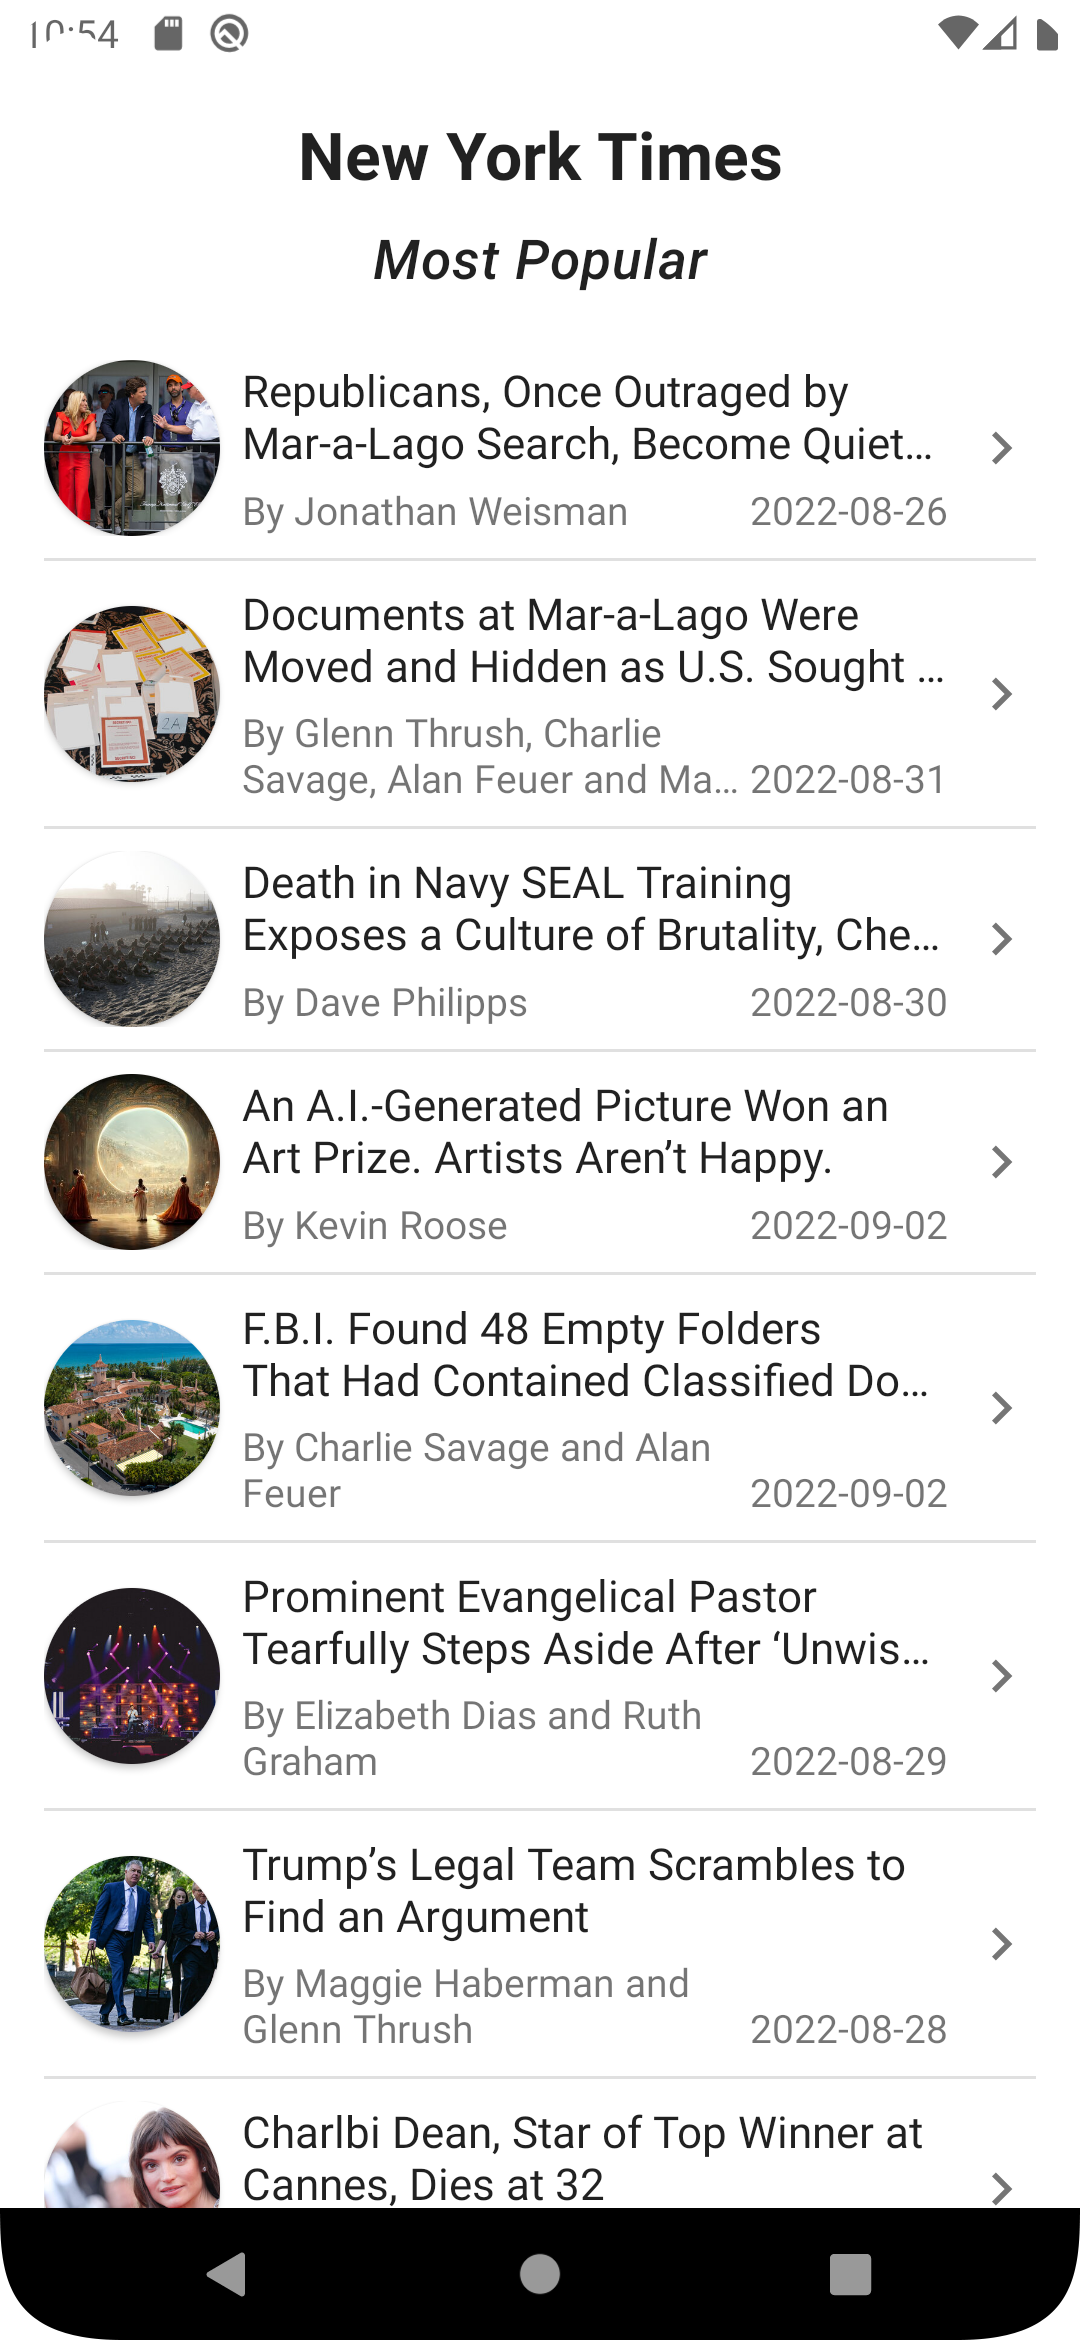 10:54
New York Times
Most Popular
Republicans, Once Outraged by
Mar-a-Lago Search, Become Quiet…
By Jonathan Weisman 2022-08-26
Documents at Mar-a-Lago Were
Moved and Hidden as U.S. Sought …
By Glenn Thrush, Charlie
Savage, Alan Feuer and Ma… 2022-08-31
2A
Death in Navy SEAL Training
Exposes a Culture of Brutality, Che…
By Dave Philipps 2022-08-30
An A.I.-Generated Picture Won an
Art Prize. Artists Aren’t Happy.
By Kevin Roose 2022-09-02
F.B.I. Found 48 Empty Folders
That Had Contained Classified Do…
By Charlie Savage and Alan
Feuer 2022-09-02
Prominent Evangelical Pastor
Tearfully Steps Aside After ‘Unwis…
By Elizabeth Dias and Ruth
Graham 2022-08-29
Trump’s Legal Team Scrambles to
Find an Argument
By Maggie Haberman and
Glenn Thrush 2022-08-28
Charlbi Dean, Star of Top Winner at
Cannes, Dies at 32